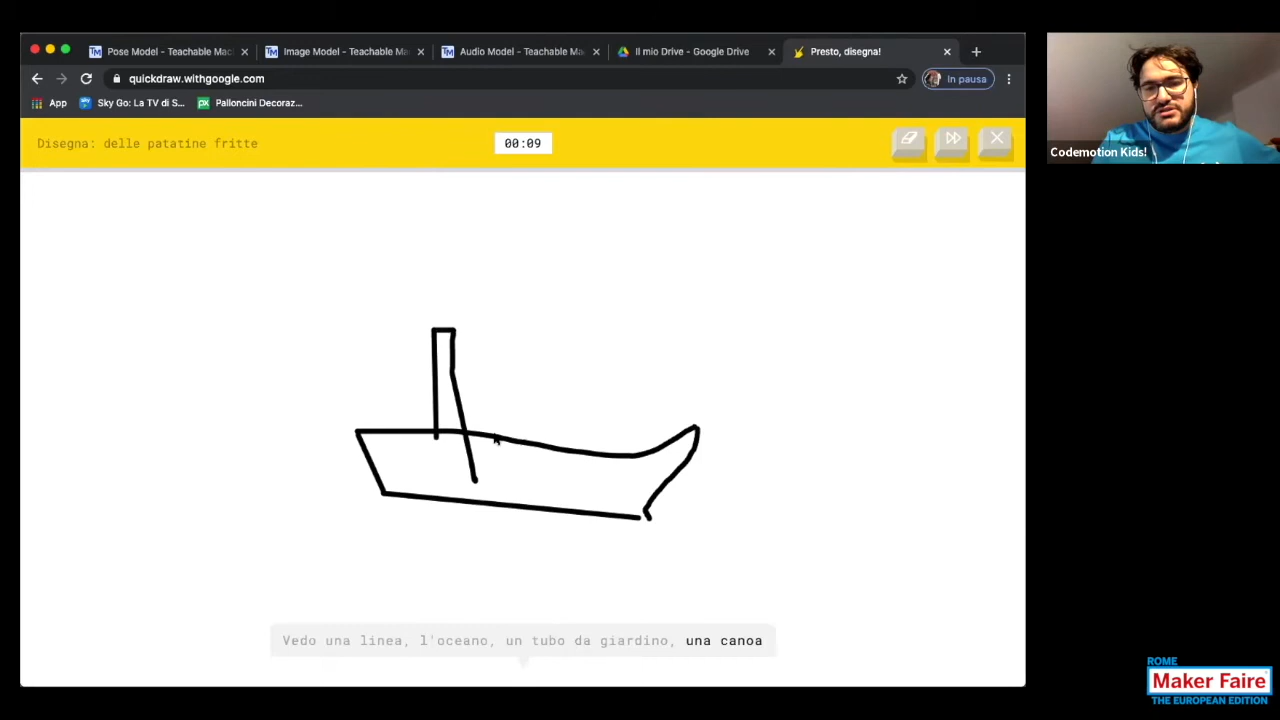 Pose Model - Teachable Mac
Image Model - Teachable Ma
Audio Model - Teachable Ma
Il mio Drive - Google Drive
Presto, disegna!
quickdraw.withgoogle.com
In pausa
App
Sky Go: La TV di S...
px
Palloncini Decoraz...
Disegna: delle patatine fritte
00:09
Codemotion Kids!
Vedo una linea, l'oceano, un tubo da giardino, una canoa
ROME
Maker Faire
THE EUROPEAN EDITION